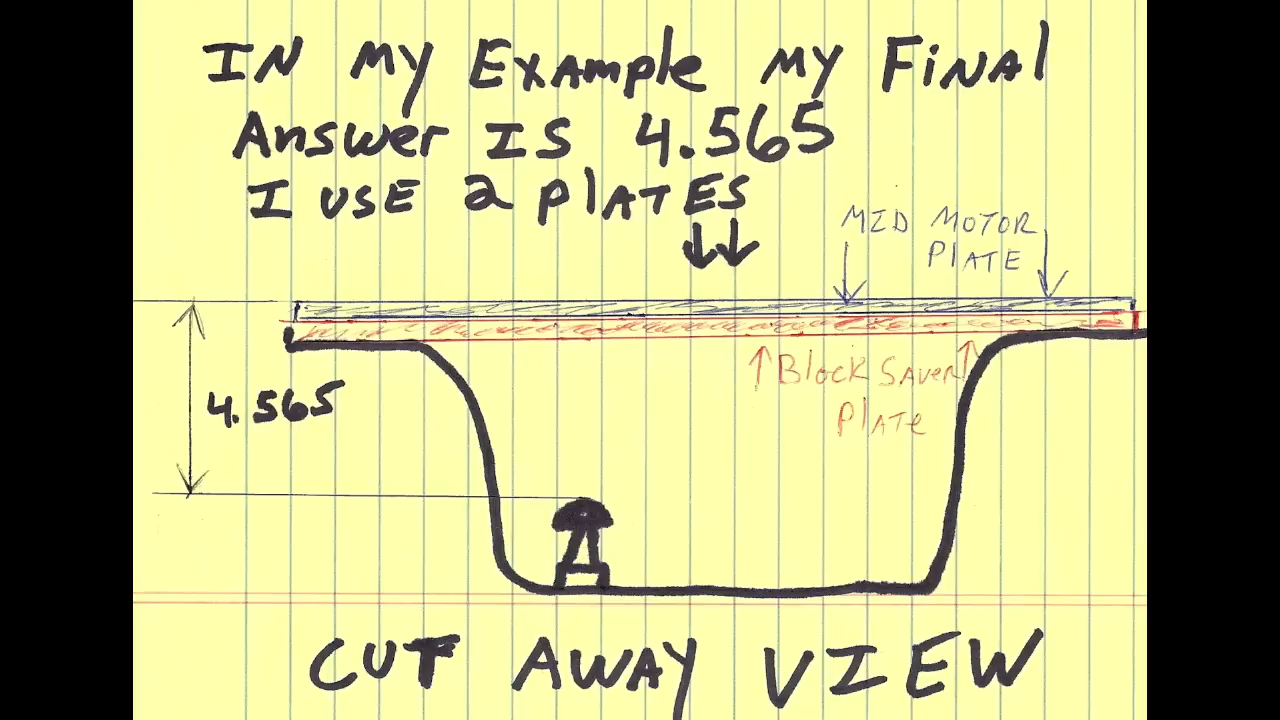 IN MY Example MY FiNAl
Answer IS 4.565
I USE 2 PlATES
MID MOTOR
PlATE
4.565
Block SAVer
PlATe
CUT AWAY VIEW